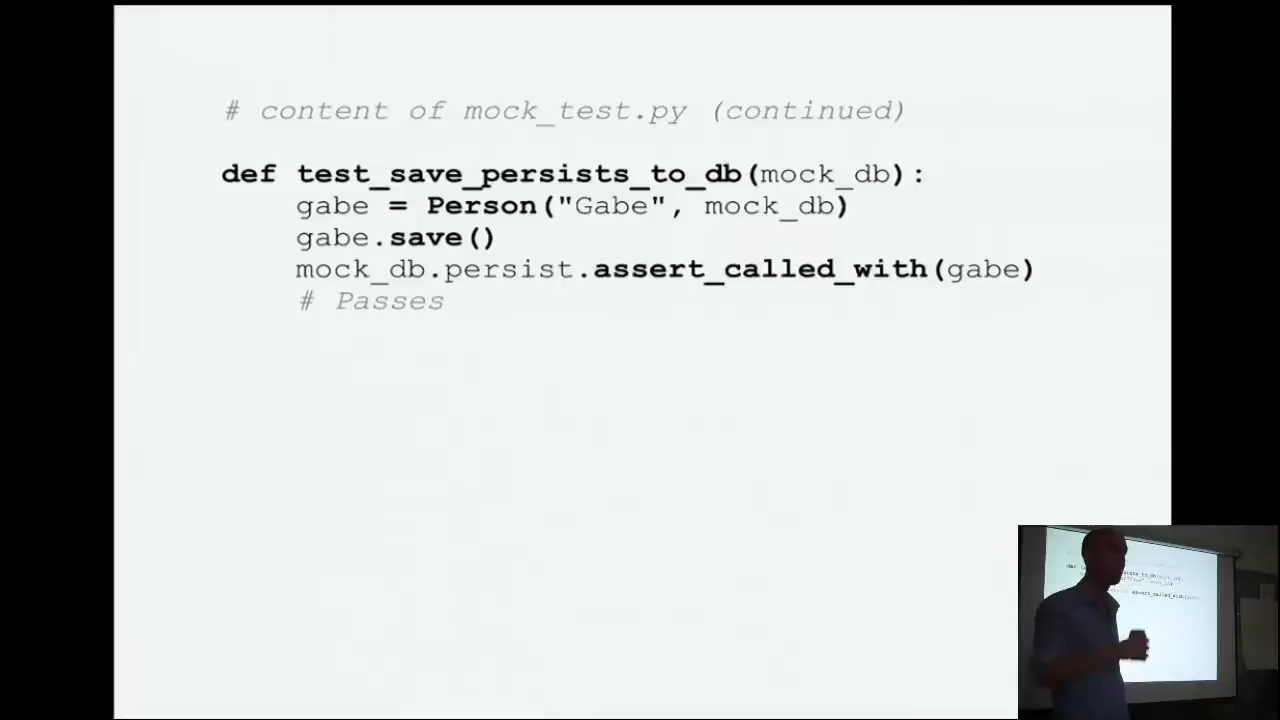 # content of mock_test.py (continued)
def test_save_persists_to_db(mock_db):
gabe = Person("Gabe", mock_db)
gabe.save()
mock_db.persist.assert_called_with(gabe)
# Passes